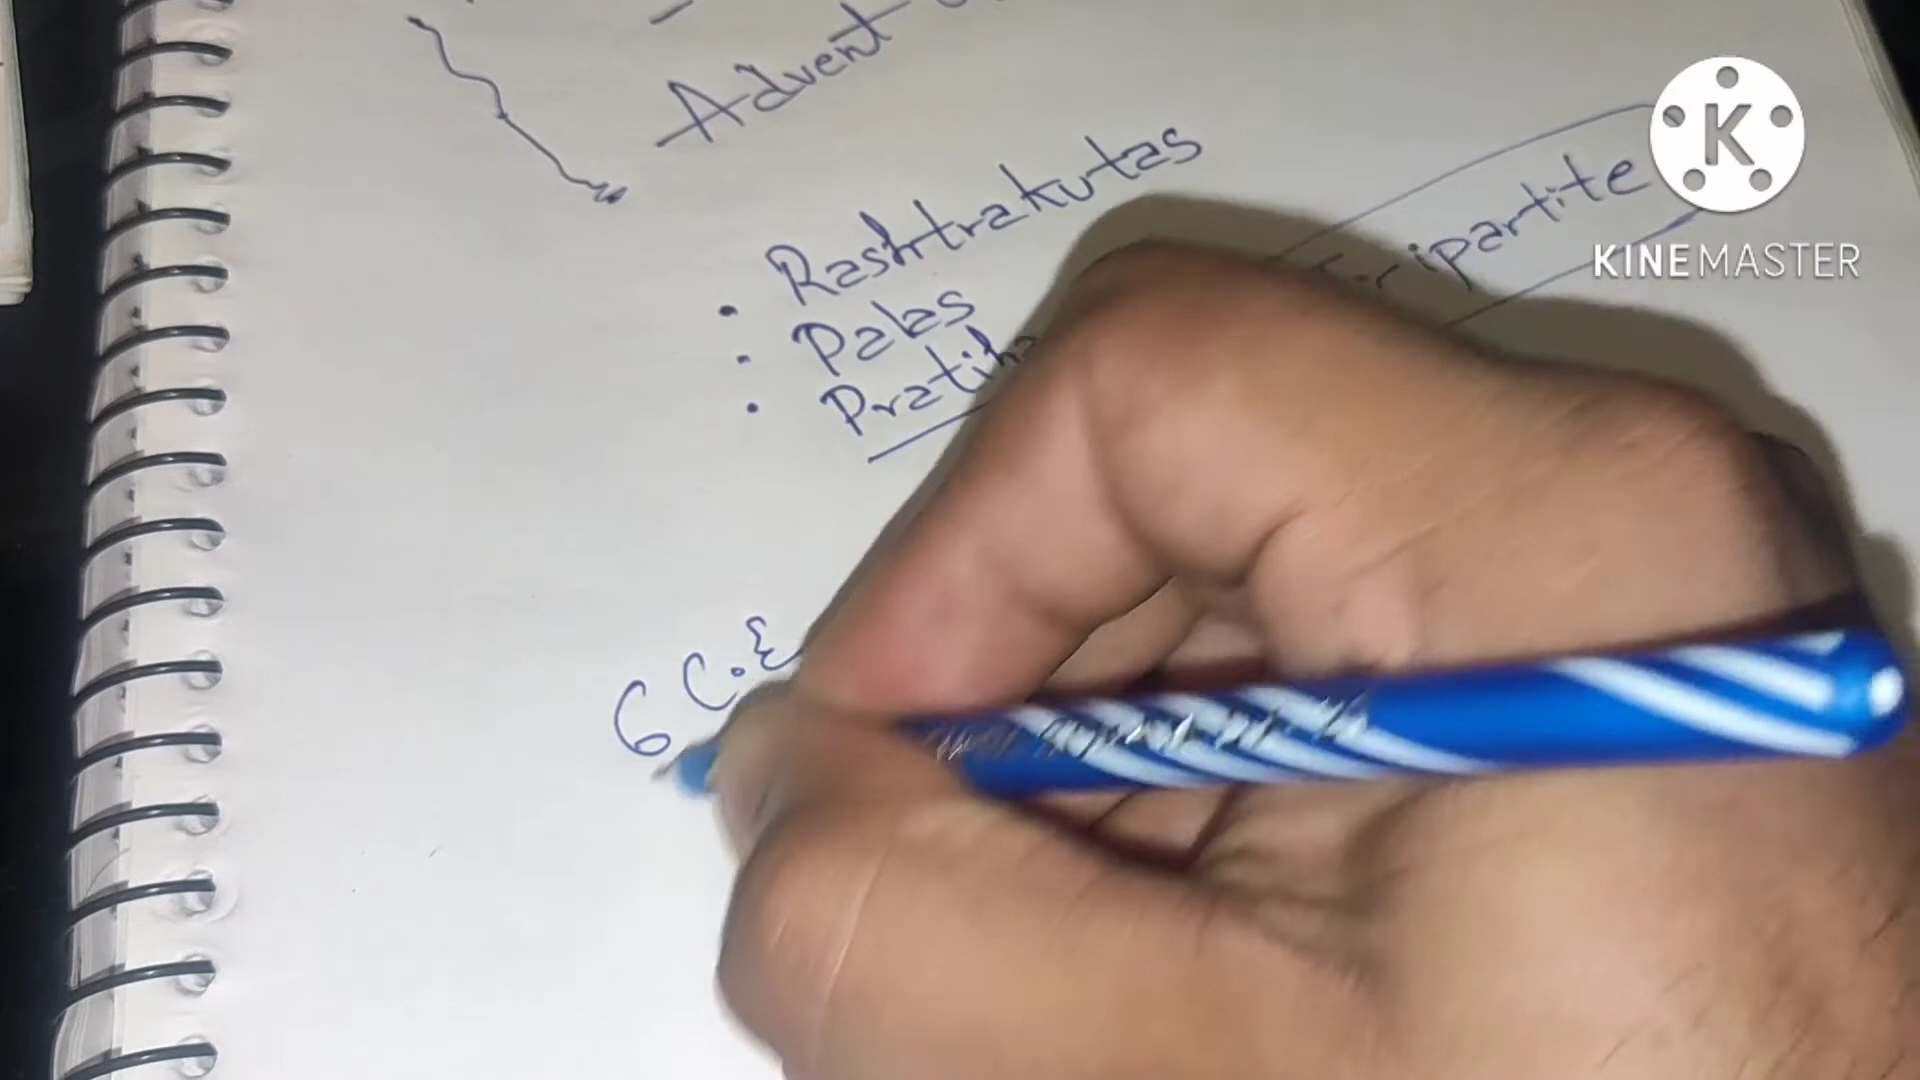 Advent
• Rashtrakutas
• Palas
• Pratiha
Tripartite
6 C.E
K
KINEMASTER